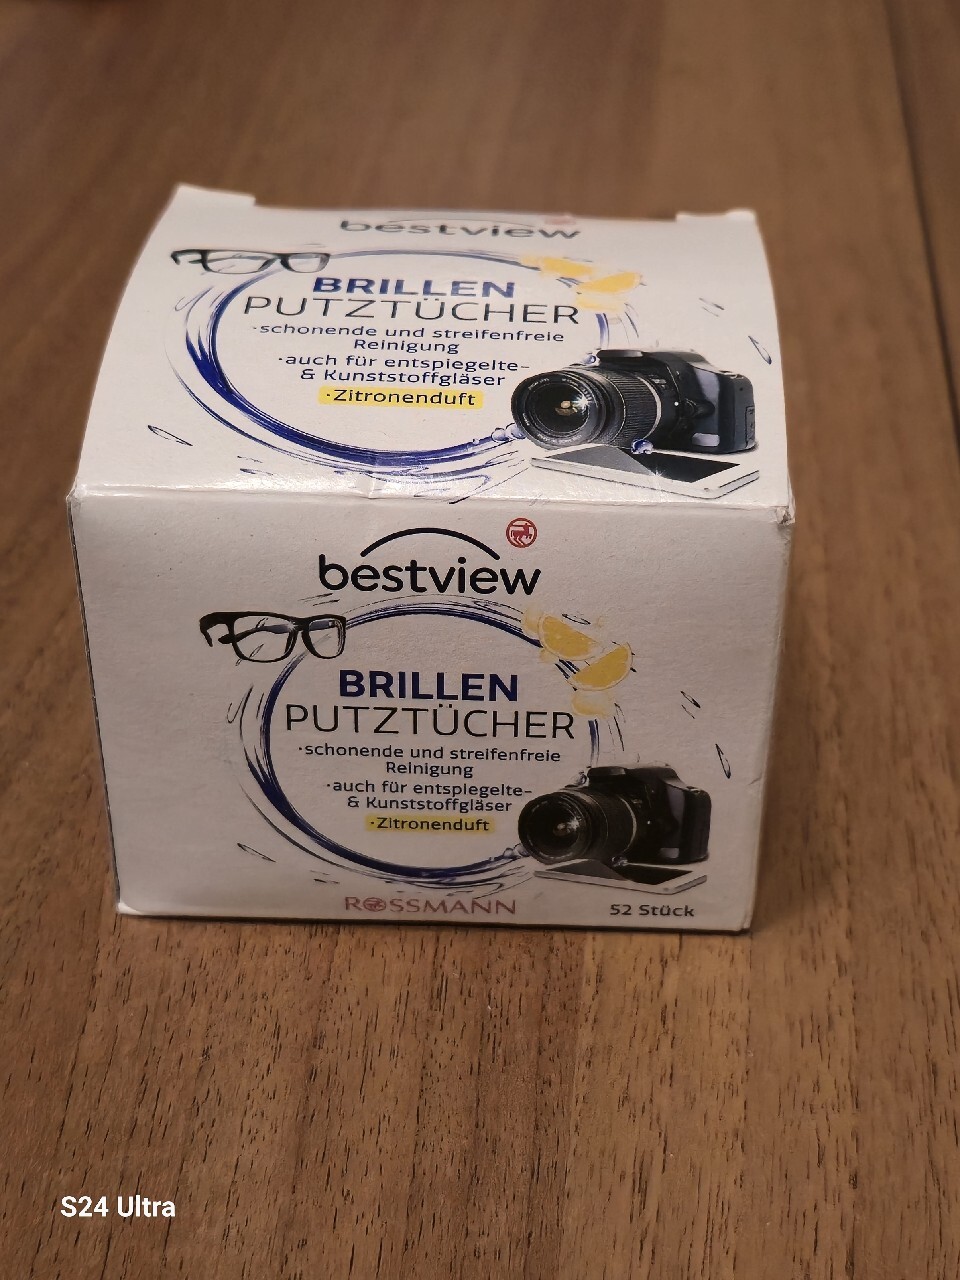 bestview
BRILLEN
PUTZTÜCHER
·schonende und streifenfreie
Reinigung
·auch für entspiegelte-
& Kunststoffgläser
·Zitronenduft
bestview
BRILLEN
PUTZTÜCHER
·schonende und streifenfreie
Reinigung
·auch für entspiegelte-
& Kunststoffgläser
·Zitronenduft
ROSSMANN
52 Stück
S24 Ultra